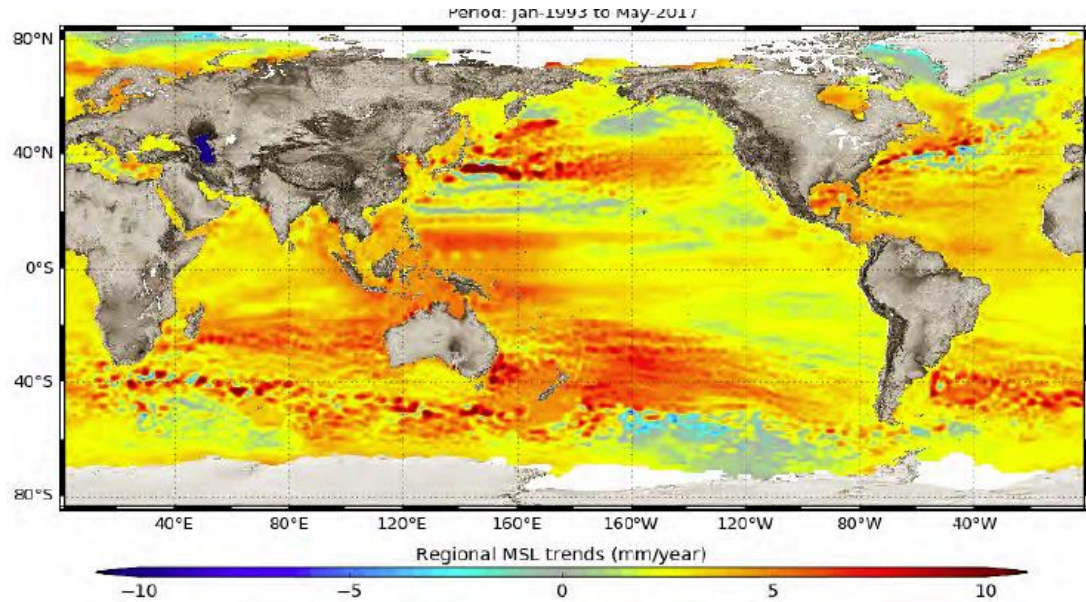 Period: Jan-1993 to May-2017
80°N
40°N
0°S
40°S
80°S
40°E 80°E 120°E 160°E 160°W 120°W 80°W 40°W
Regional MSL trends (mm/year)
−10 −5 0 5 10